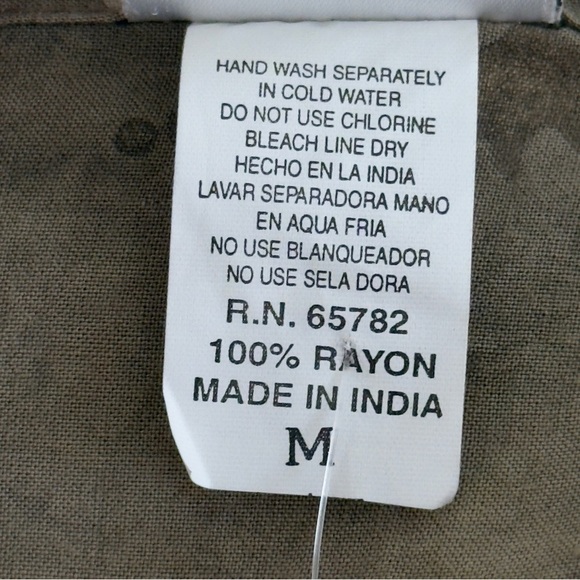 HAND WASH SEPARATELY
IN COLD WATER
DO NOT USE CHLORINE
BLEACH LINE DRY
HECHO EN LA INDIA
LAVAR SEPARADORA MANO
EN AQUA FRIA
NO USE BLANQUEADOR
NO USE SELA DORA
R.N. 65782
100% RAYON
MADE IN INDIA
M